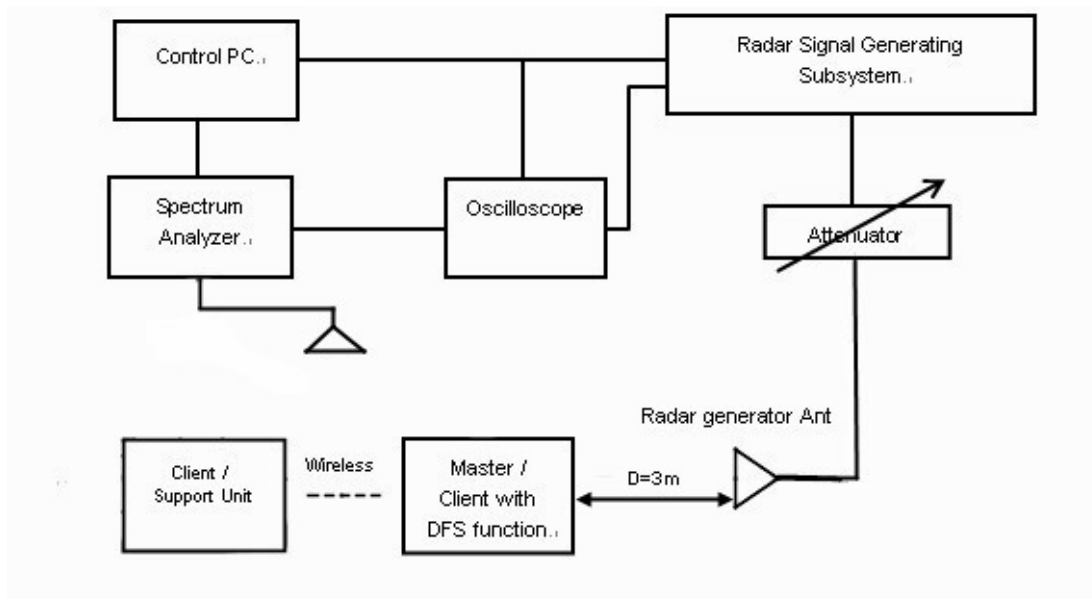 Control PC.
Radar Signal Generating
Subsystem.
Spectrum
Analyzer.
Oscilloscope
Attenuator
Radar generator Ant
Client /
Support Unit
Wireless
Master /
Client with
DFS function.
D=3m